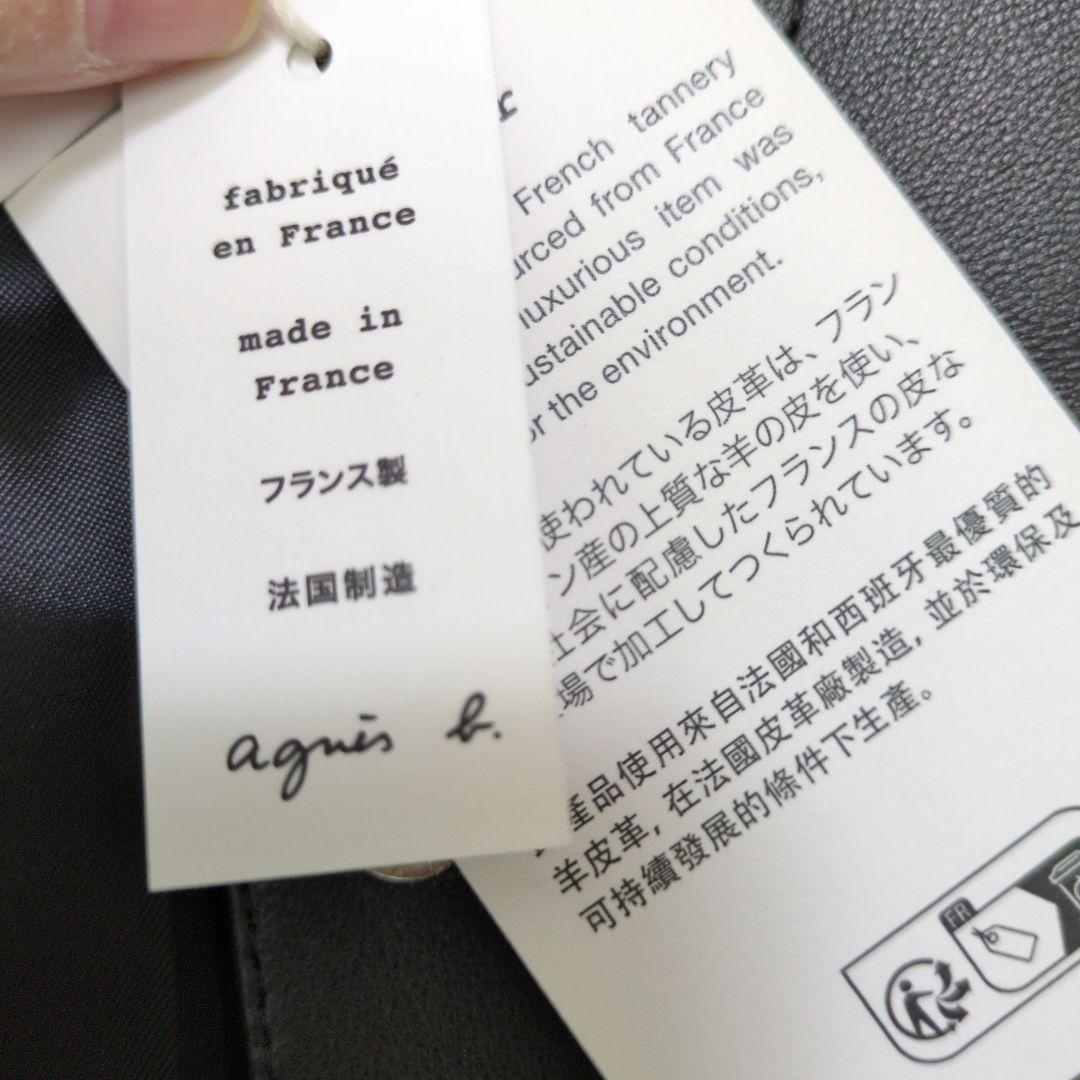 fabriqué
en France
made in
France
フランス製
法国制造
agnès b.
French tannery
from France
luxurious item was
conditions,
the environment.
使われている皮革は、フラン
ン産の上質な羊の皮を使い、
社会に配慮したフランスの皮な
場で加工してつくられています。
產品使用來自法國和西班牙最優質的
羊皮革, 在法國皮革廠製造, 並於環保及
可持續發展的條件下生產。
FR